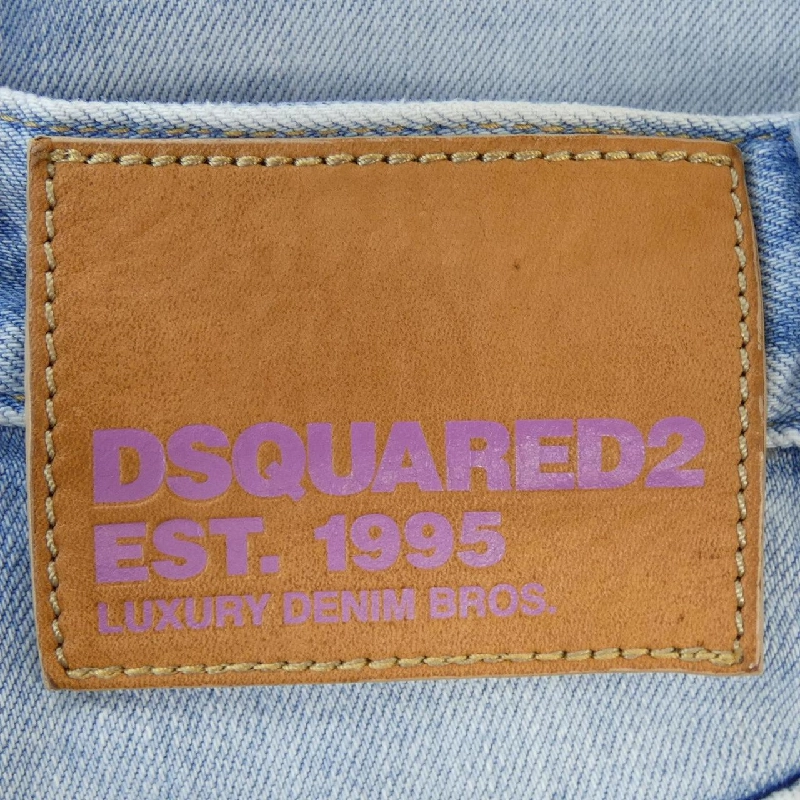 DSQUARED2
EST. 1995
LUXURY DENIM BROS.